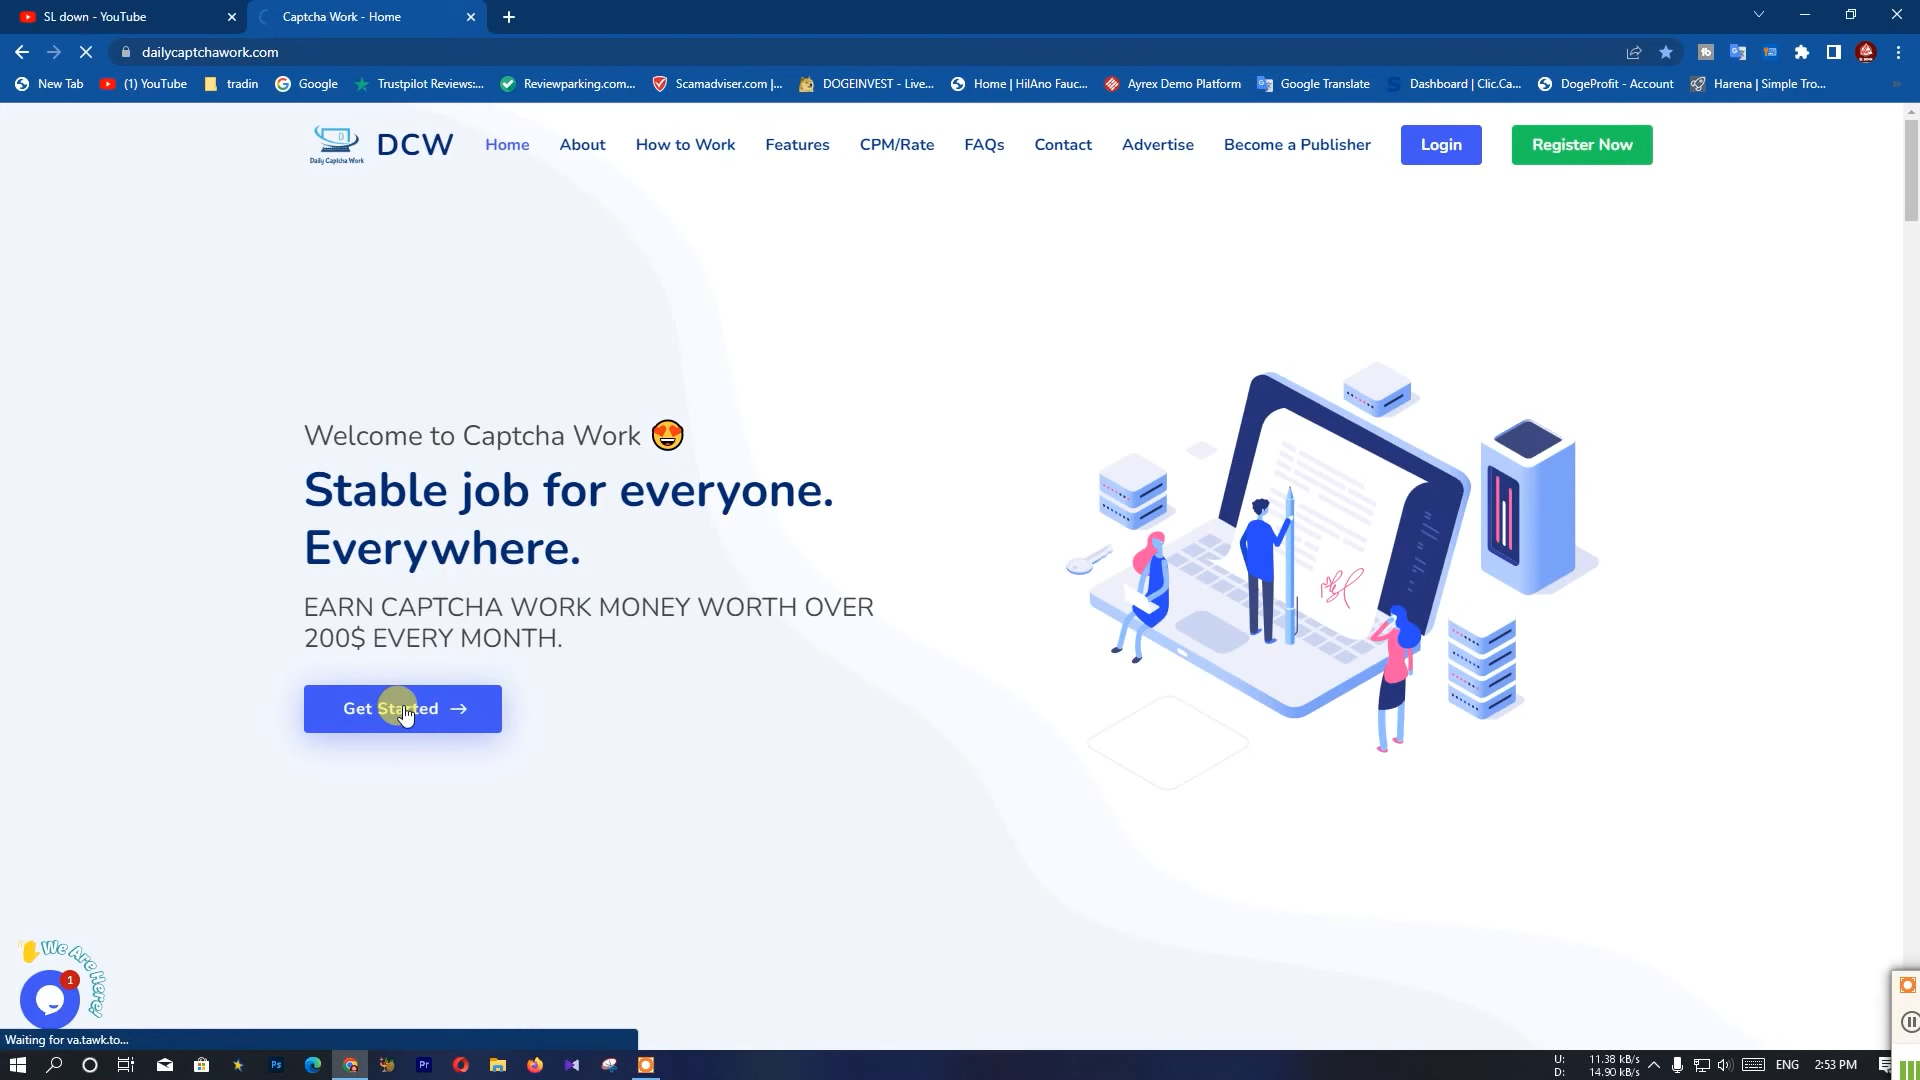 SL down - YouTube
Captcha Work - Home
dailycaptchawork.com
New Tab
(1) YouTube
tradin
Google
Trustpilot Reviews:...
Reviewparking.com...
Scamadviser.com |...
DOGEINVEST - Live...
Home | HilAno Fauc...
Ayrex Demo Platform
Google Translate
Dashboard | Clic.Ca...
DogeProfit - Account
Harena | Simple Tro...
Daily Captcha Work
DCW
Home
About
How to Work
Features
CPM/Rate
FAQs
Contact
Advertise
Become a Publisher
Login
Register Now
Welcome to Captcha Work
Stable job for everyone.
Everywhere.
EARN CAPTCHA WORK MONEY WORTH OVER
200$ EVERY MONTH.
Get Started
We Are Here!
1
Waiting for va.tawk.to...
Ps
Pr
U: 11.38 kB/s
D: 14.90 kB/s
ENG
2:53 PM